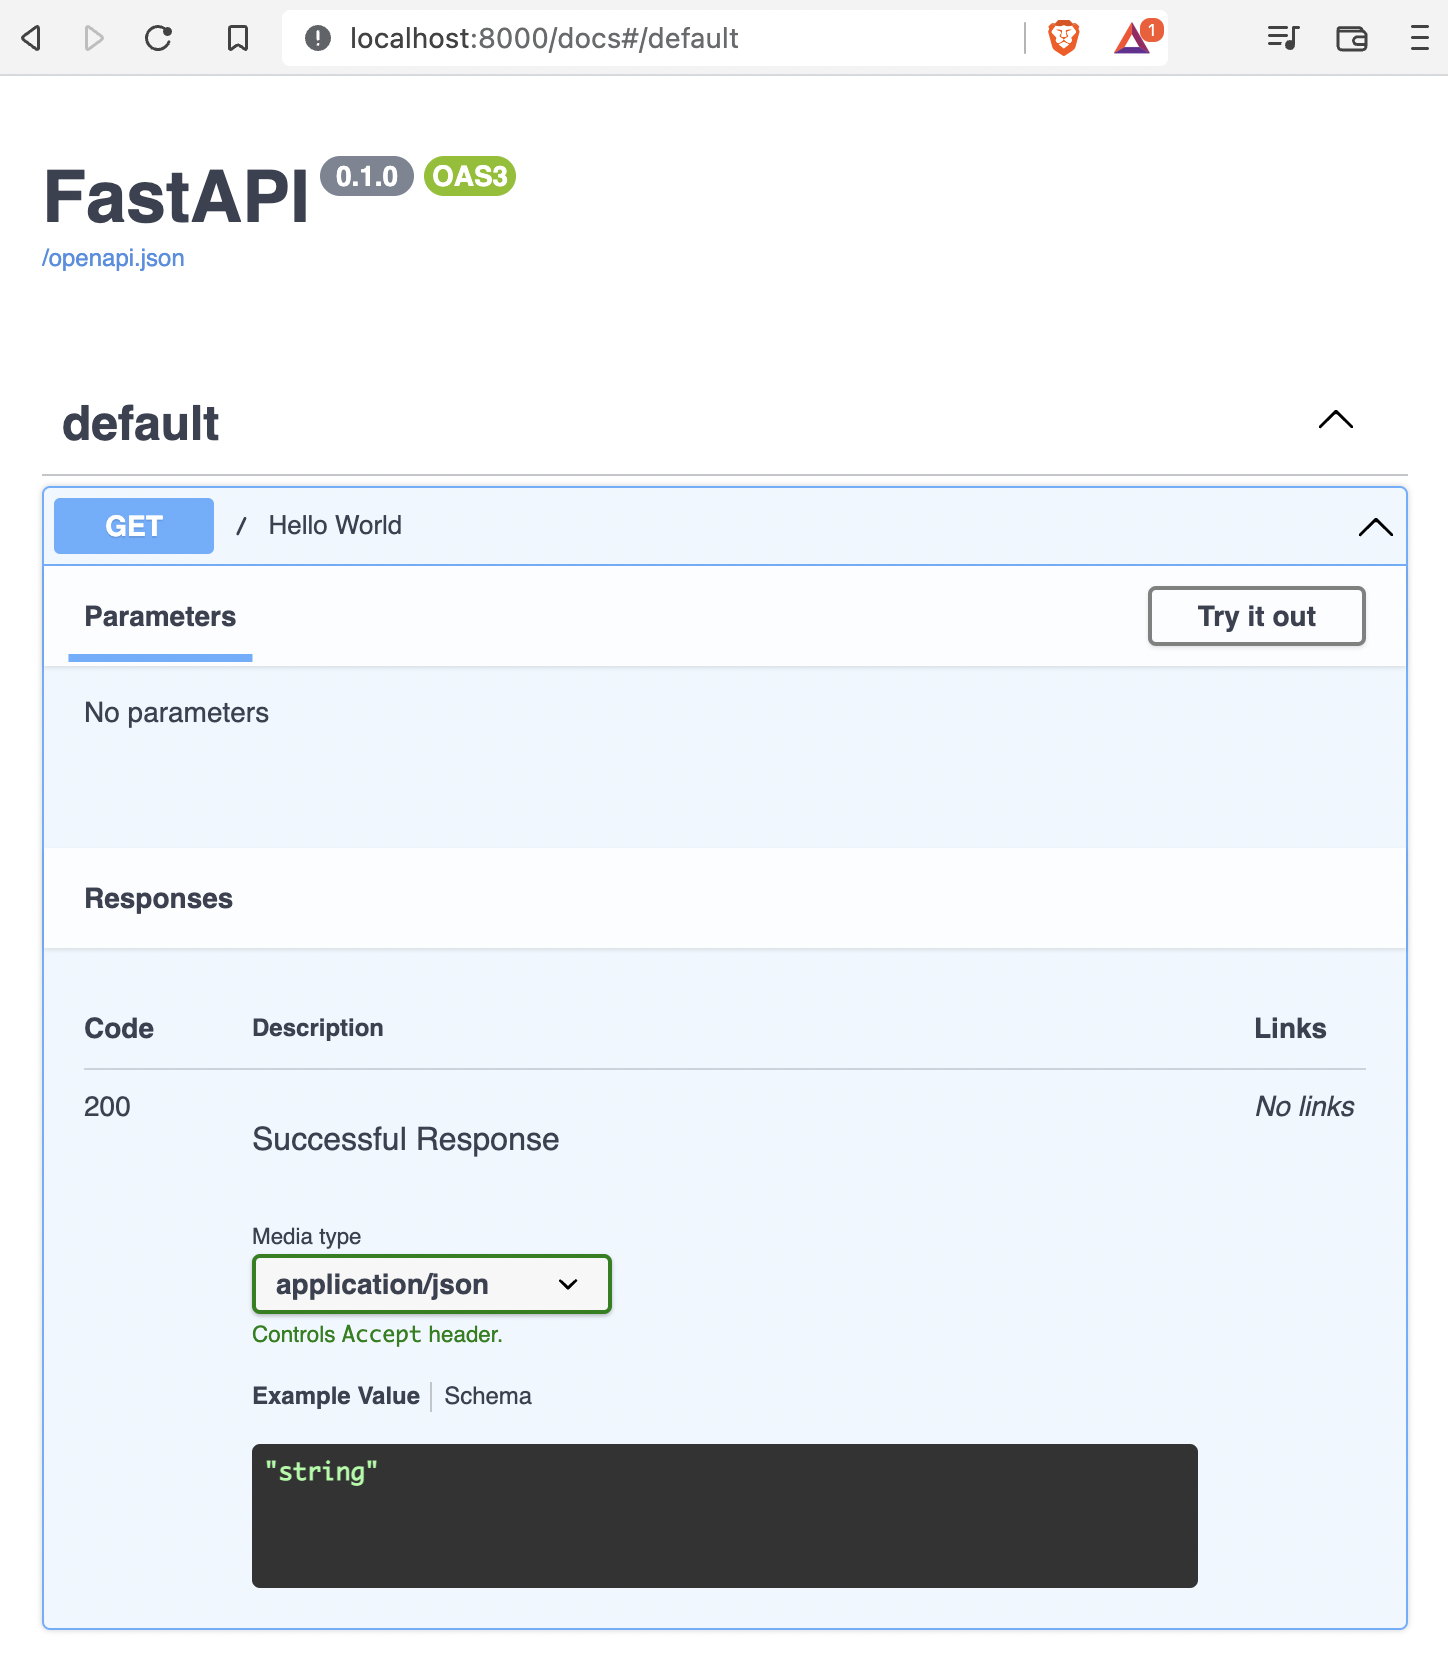 localhost:8000/docs#/default
1
FastAPI 0.1.0 OAS3
/openapi.json
default
GET / Hello World
Parameters
Try it out
No parameters
Responses
Code Description Links
200 No links
Successful Response
Media type
application/json
Controls Accept header.
Example Value Schema
"string"